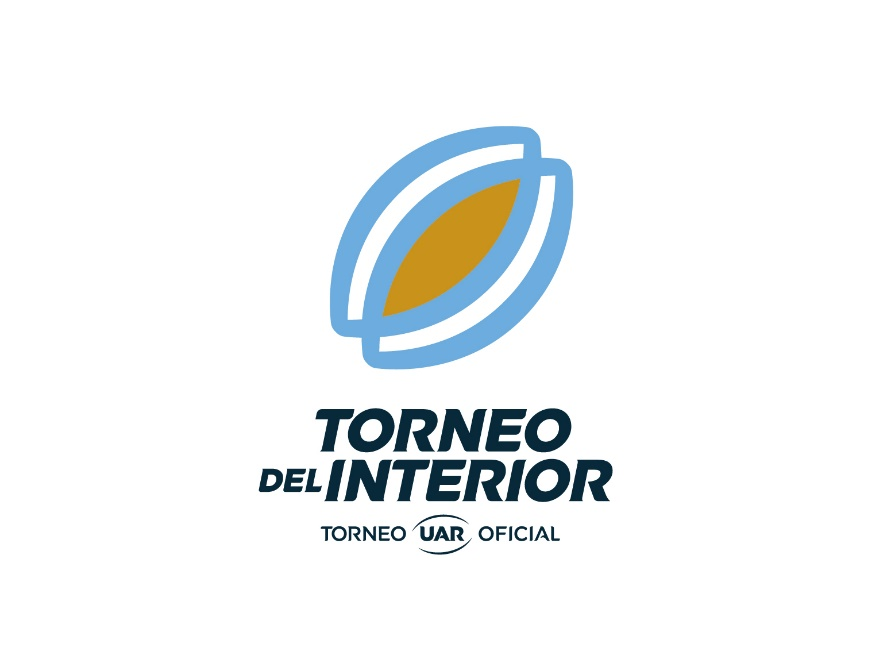 TORNEO
DEL INTERIOR
TORNEO UAR OFICIAL